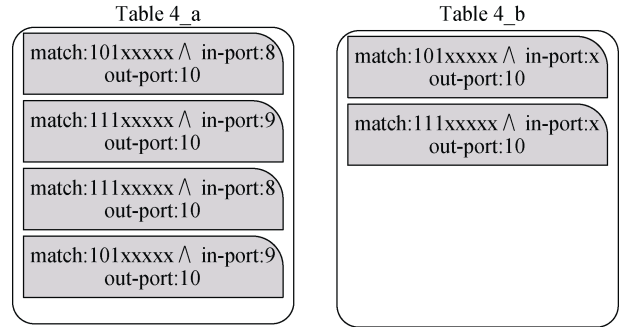 Table 4_a
match:101xxxxx /\ in-port:8
out-port:10
match:111xxxxx /\ in-port:9
out-port:10
match:111xxxxx /\ in-port:8
out-port:10
match:101xxxxx /\ in-port:9
out-port:10
Table 4_b
match:101xxxxx /\ in-port:x
out-port:10
match:111xxxxx /\ in-port:x
out-port:10